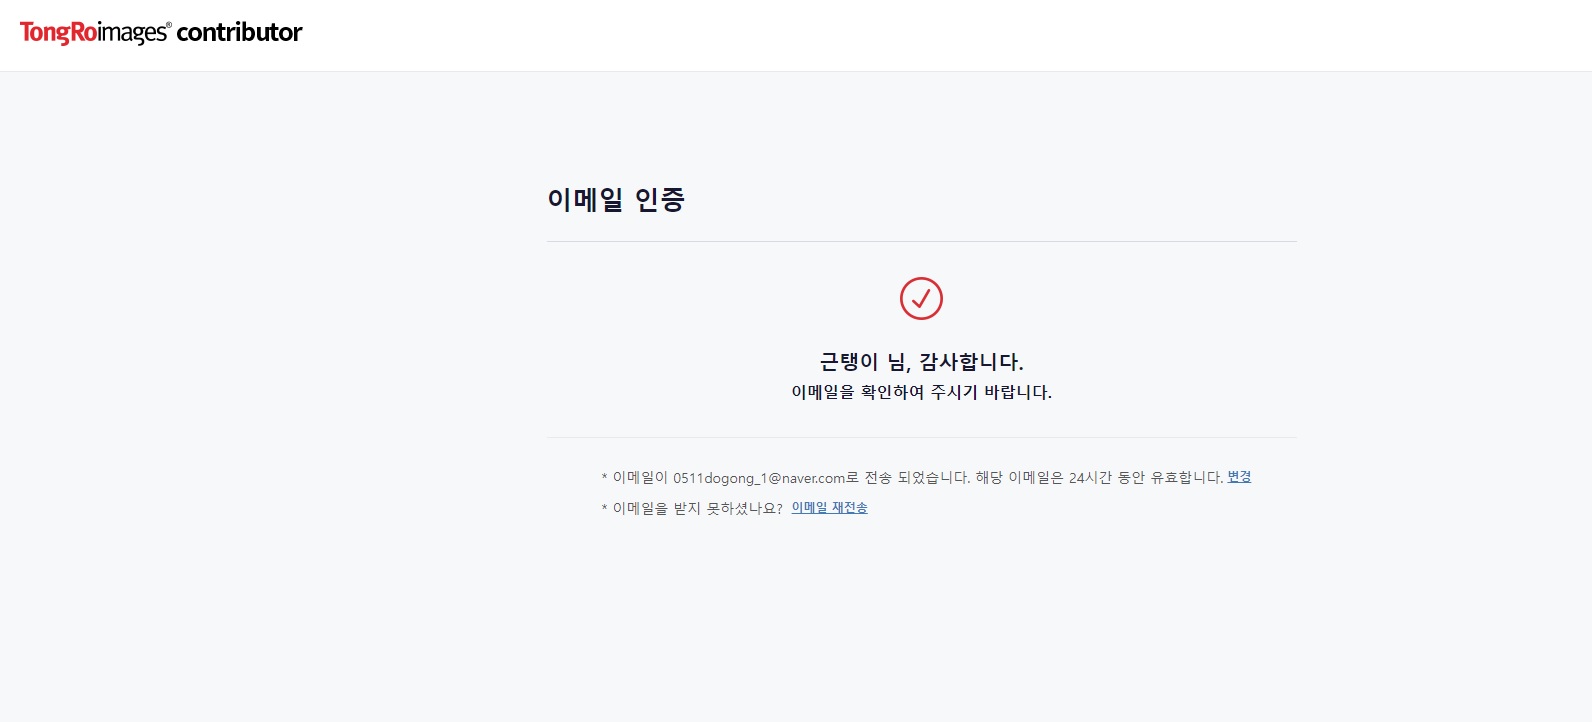 TongRoimages® contributor
이메일 인증
근탱이 님, 감사합니다.
이메일을 확인하여 주시기 바랍니다.
* 이메일이 0511dogong_1@naver.com로 전송 되었습니다. 해당 이메일은 24시간 동안 유효합니다. 변경
* 이메일을 받지 못하셨나요? 이메일 재전송